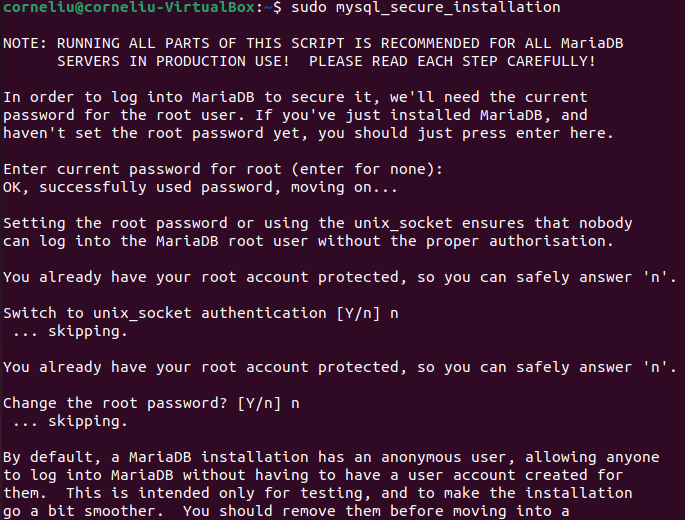 corneliu@corneliu-VirtualBox:~$ sudo mysql_secure_installation
NOTE: RUNNING ALL PARTS OF THIS SCRIPT IS RECOMMENDED FOR ALL MariaDB
SERVERS IN PRODUCTION USE!  PLEASE READ EACH STEP CAREFULLY!
In order to log into MariaDB to secure it, we'll need the current
password for the root user. If you've just installed MariaDB, and
haven't set the root password yet, you should just press enter here.
Enter current password for root (enter for none):
OK, successfully used password, moving on...
Setting the root password or using the unix_socket ensures that nobody
can log into the MariaDB root user without the proper authorisation.
You already have your root account protected, so you can safely answer 'n'.
Switch to unix_socket authentication [Y/n] n
... skipping.
You already have your root account protected, so you can safely answer 'n'.
Change the root password? [Y/n] n
... skipping.
By default, a MariaDB installation has an anonymous user, allowing anyone
to log into MariaDB without having to have a user account created for
them.  This is intended only for testing, and to make the installation
go a bit smoother.  You should remove them before moving into a